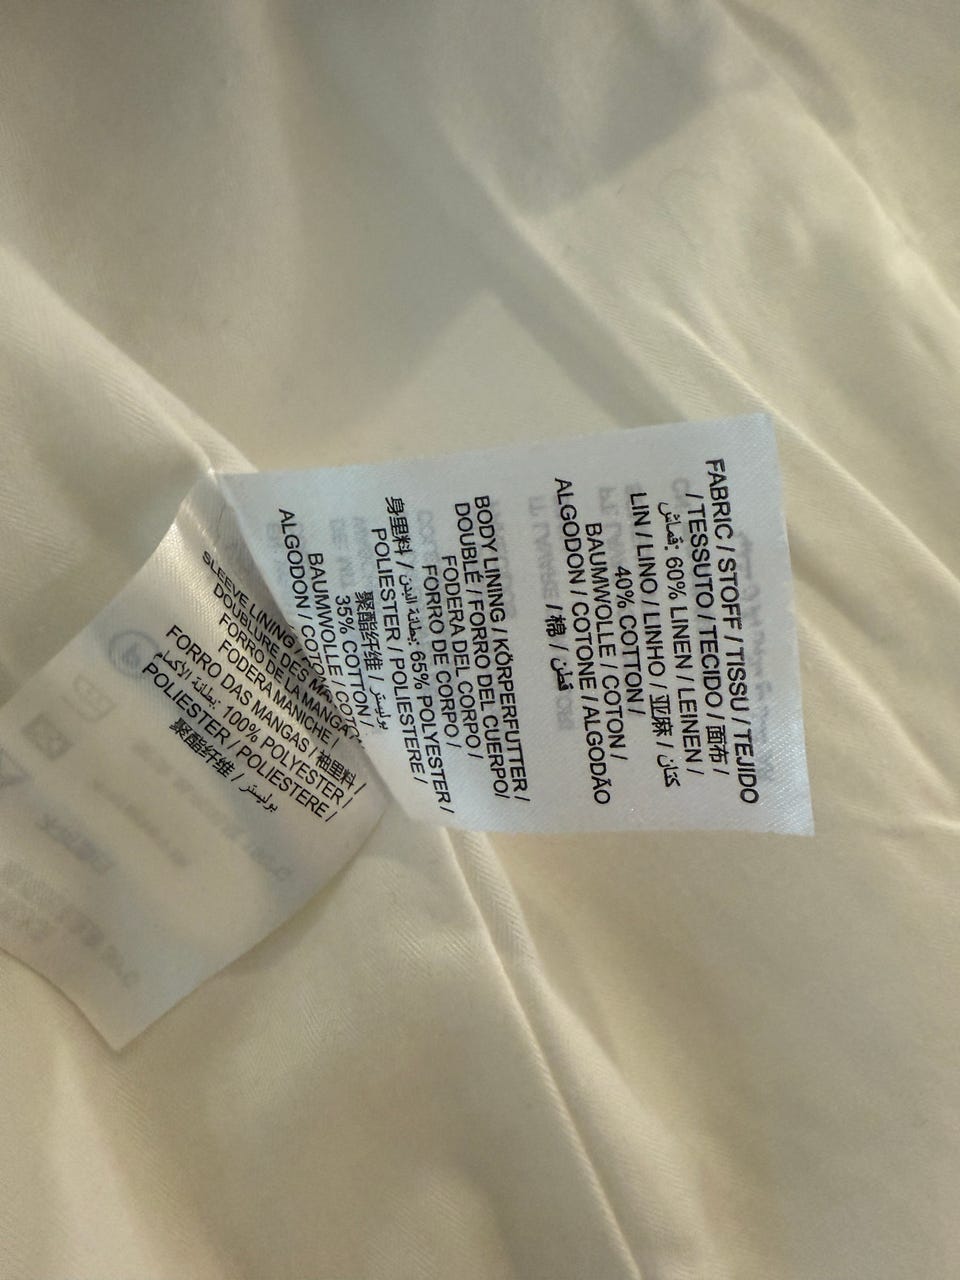 FABRIC / STOFF / TISSU / TEJIDO
/ TESSUTO / TECIDO / 面布 /
قماش: 60% LINEN / LEINEN /
LIN / LINO / LINHO / 亚麻 / كتان /
40% COTTON /
BAUMWOLLE / COTON /
ALGODON / COTONE / ALGODÃO
/ 棉 / قطن
BODY LINING / KÖRPERFUTTER /
DOUBLÉ / FORRO DEL CUERPO/
FODERA DEL CORPO /
FORRO DE CORPO /
身里料 / بطانة البدن: 65% POLYESTER /
POLIESTER / POLIESTERE /
聚酯纤维 / بوليستر
35% COTTON /
BAUMWOLLE / COTO
ALGODON / COTON
SLEEVE LINING
DOUBLURE DES MA
FORRO DE LA MANGA
FODERA MANICHE /
FORRO DAS MANGAS / 袖里料 /
بطانة الأكمام: 100% POLYESTER /
POLIESTER / POLIESTERE /
聚酯纤维 / بوليستر